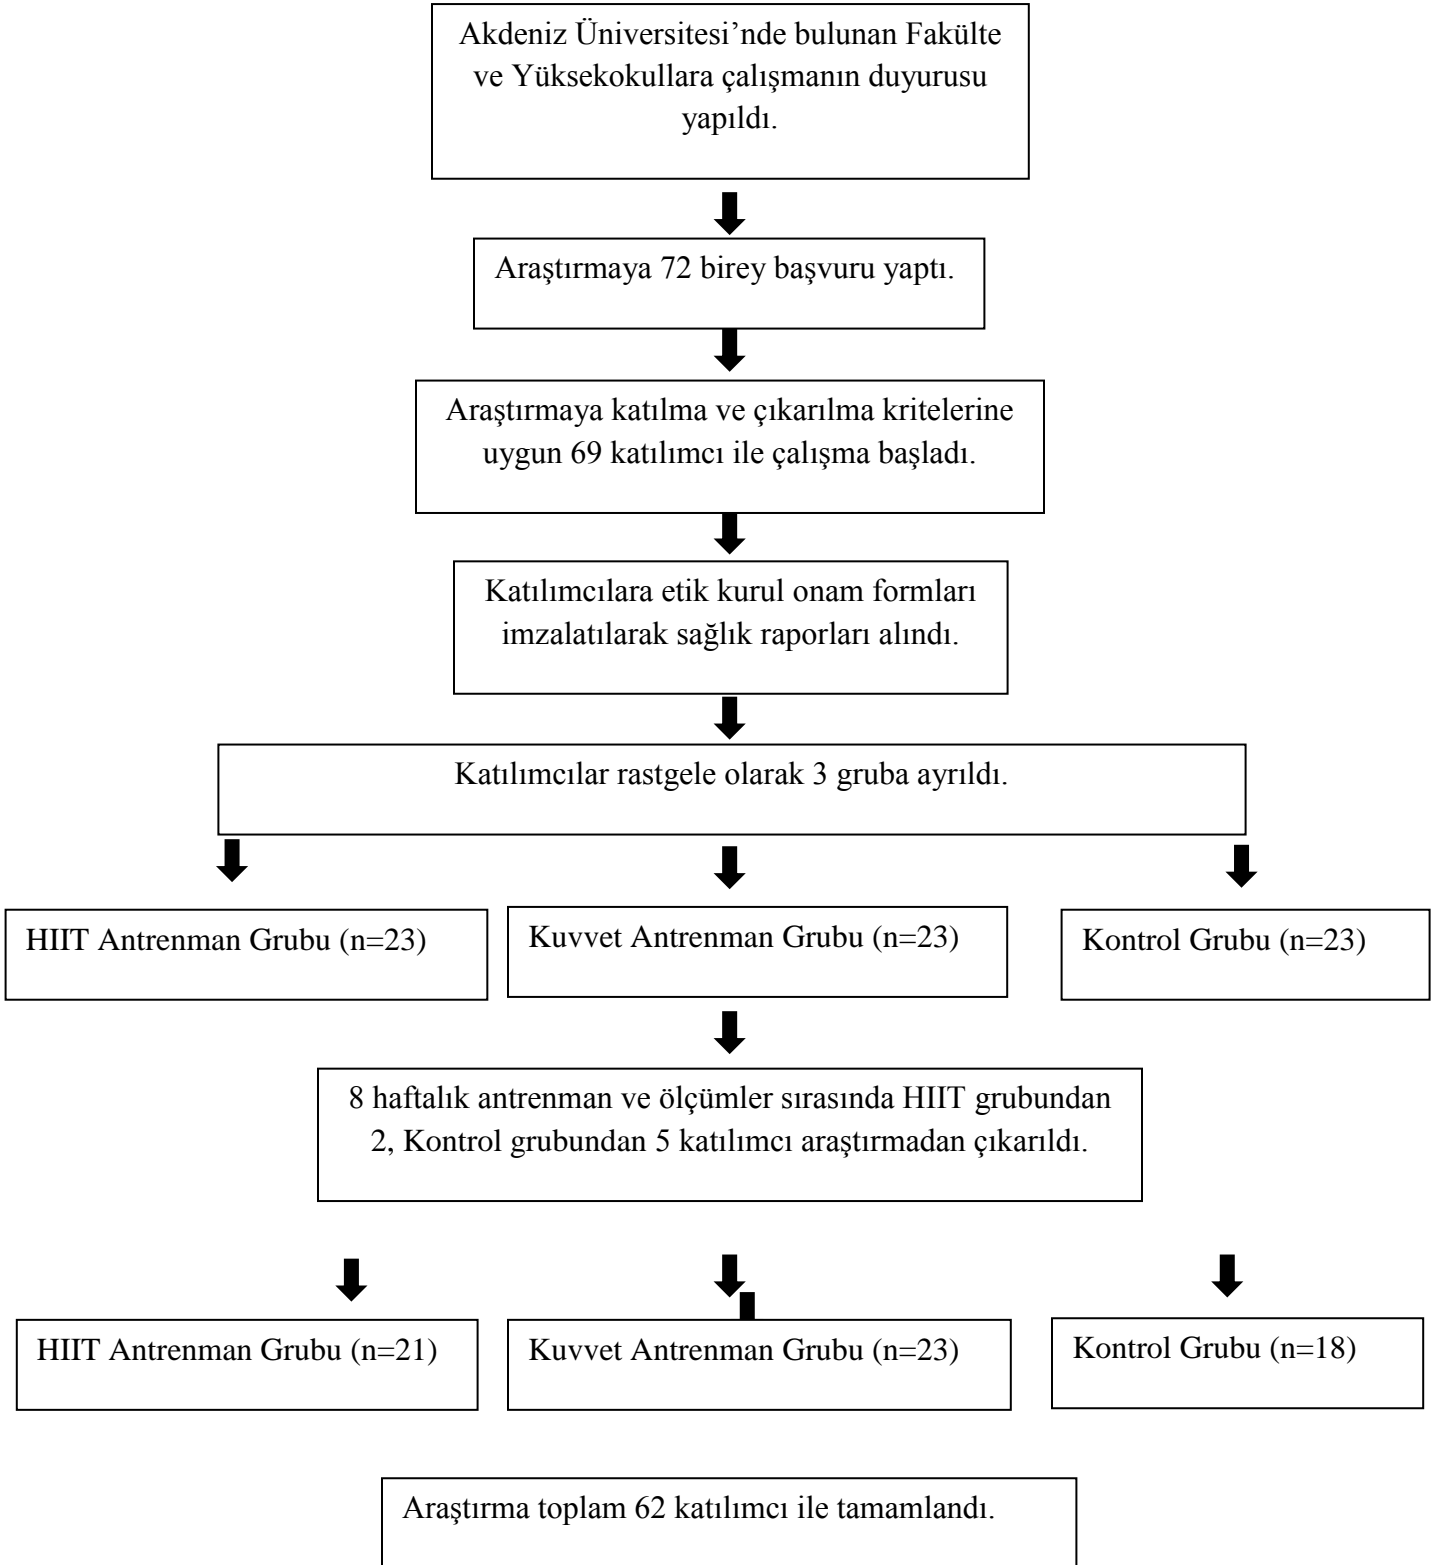 Akdeniz Üniversitesi’nde bulunan Fakülte
ve Yüksekokullara çalışmanın duyurusu
yapıldı.
Araştırmaya 72 birey başvuru yaptı.
Araştırmaya katılma ve çıkarılma kritelerine
uygun 69 katılımcı ile çalışma başladı.
Katılımcılara etik kurul onam formları
imzalatılarak sağlık raporları alındı.
Katılımcılar rastgele olarak 3 gruba ayrıldı.
HIIT Antrenman Grubu (n=23)
Kuvvet Antrenman Grubu (n=23)
Kontrol Grubu (n=23)
8 haftalık antrenman ve ölçümler sırasında HIIT grubundan
2, Kontrol grubundan 5 katılımcı araştırmadan çıkarıldı.
HIIT Antrenman Grubu (n=21)
Kuvvet Antrenman Grubu (n=23)
Kontrol Grubu (n=18)
Araştırma toplam 62 katılımcı ile tamamlandı.